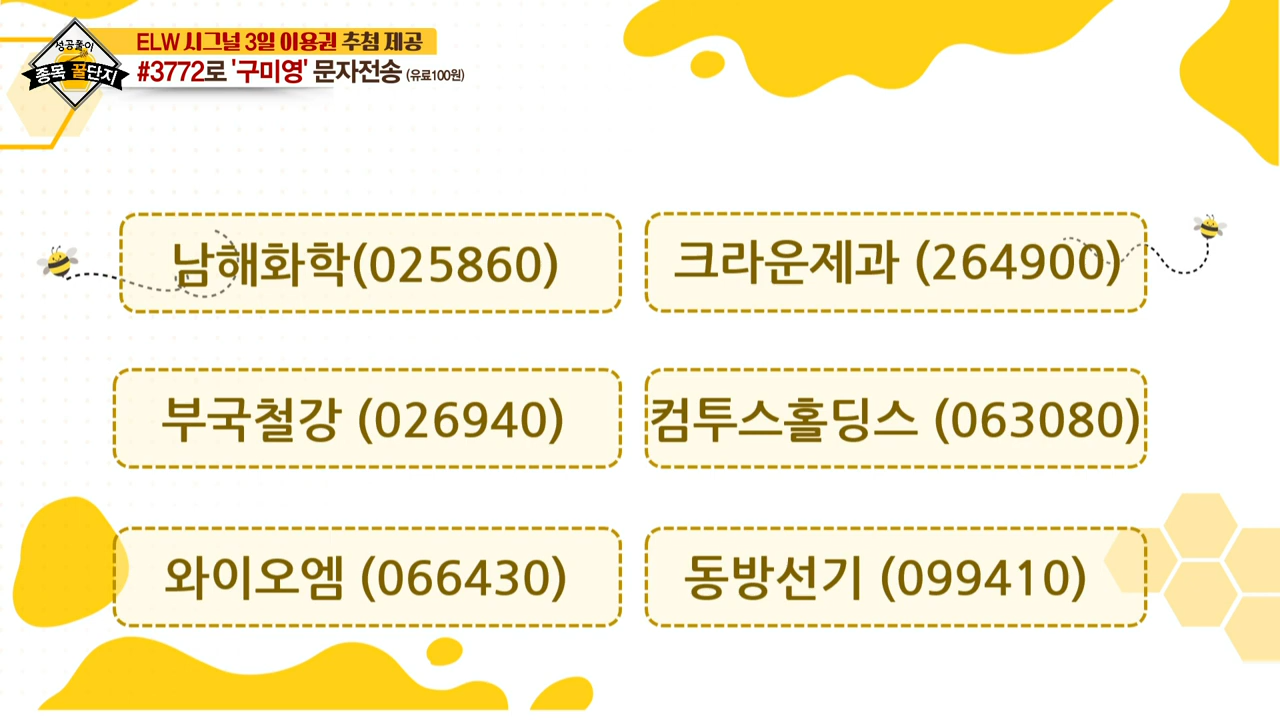 성공풀이
종목 꿀단지
ELW 시그널 3일 이용권 추첨 제공
#3772로 '구미영' 문자전송 (유료100원)
남해화학(025860)
크라운제과 (264900)
부국철강 (026940)
컴투스홀딩스 (063080)
와이오엠 (066430)
동방선기 (099410)